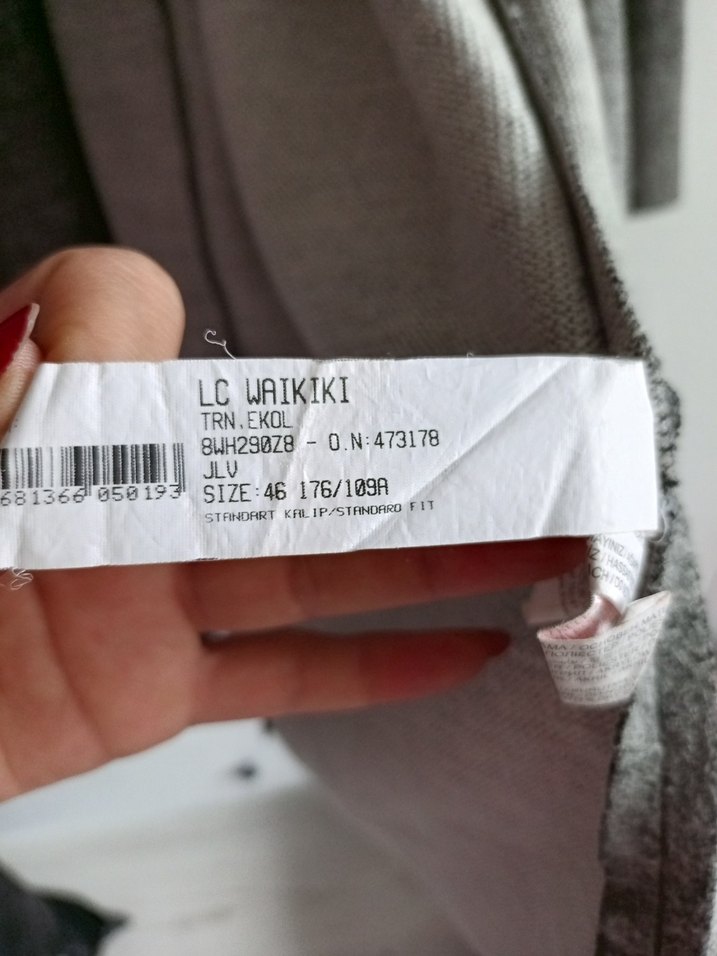 LC WAIKIKI
TRN.EKOL
8WH290Z8 - O.N:473178
JLV
SIZE:46 176/109A
STANDART KALIP/STANDARD FIT
681366 050193